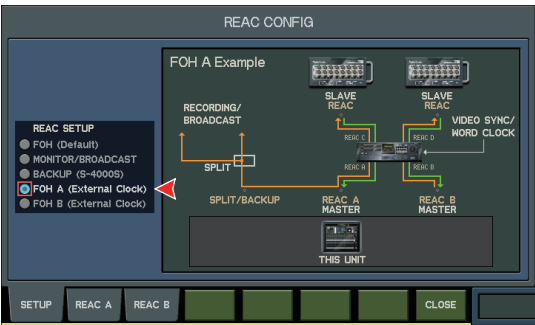 REAC CONFIG
FOH A Example
SLAVE
REAC
SLAVE
REAC
RECORDING/
BROADCAST
VIDEO SYNC/
WORD CLOCK
REAC SETUP
FOH (Default)
MONITOR/BROADCAST
BACKUP (S-4000S)
FOH A (External Clock)
FOH B (External Clock)
REAC C
REAC D
SPLIT
REAC A
REAC B
SPLIT/BACKUP
REAC A
MASTER
REAC B
MASTER
THIS UNIT
SETUP
REAC A
REAC B
CLOSE